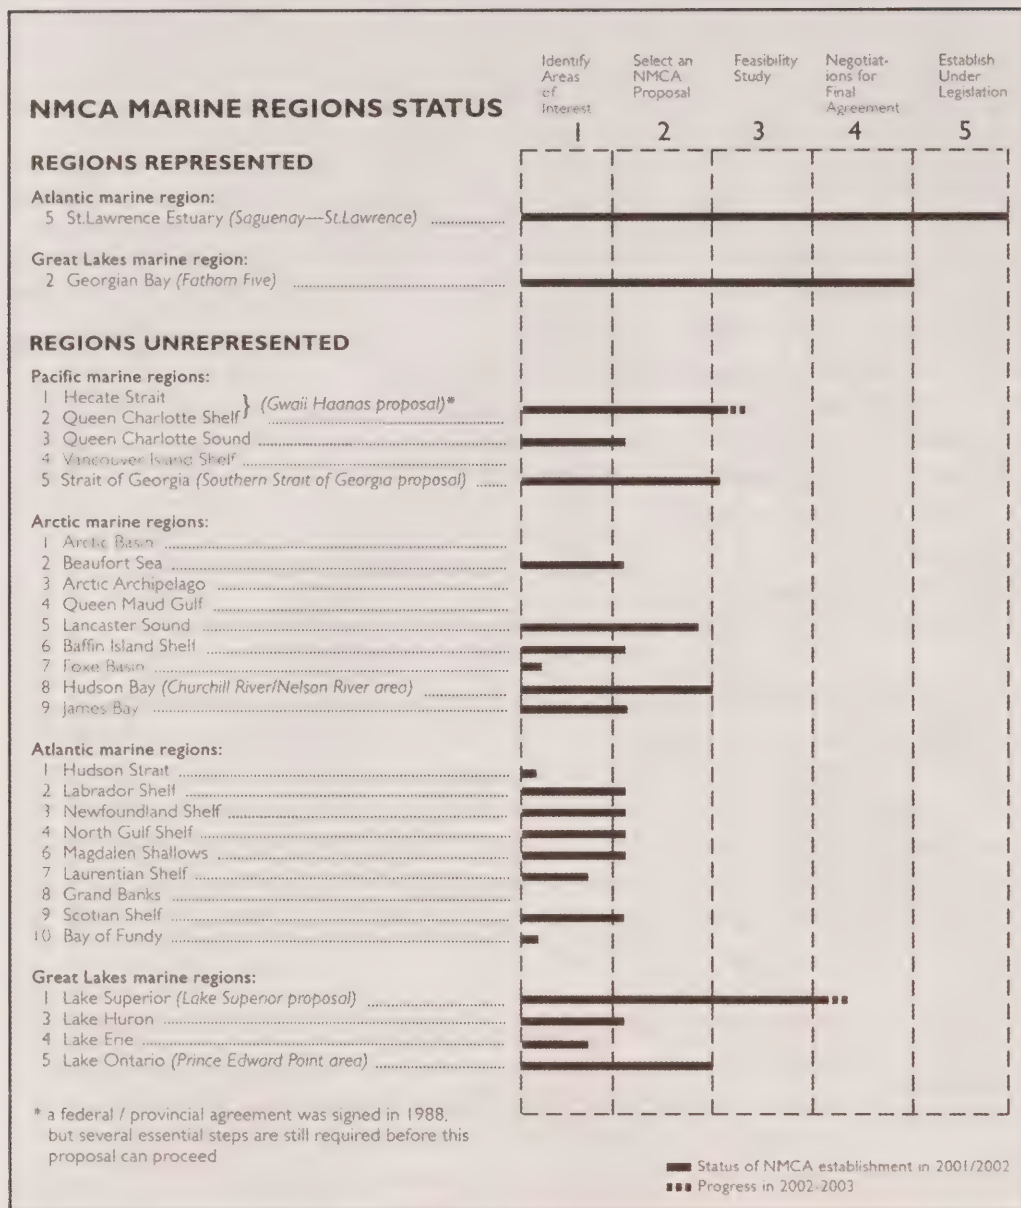 Identify Areas of Interest
Select an NMCA Proposal
Feasibility Study
Negotiat-ions for Final Agreement
Establish Under Legislation
NMCA MARINE REGIONS STATUS
1 2 3 4 5
REGIONS REPRESENTED
Atlantic marine region:
5 St.Lawrence Estuary (Saguenay—St.Lawrence)
Great Lakes marine region:
2 Georgian Bay (Fathom Five)
REGIONS UNREPRESENTED
Pacific marine regions:
1 Hecate Strait
} (Gwaii Haanas proposal)*
2 Queen Charlotte Shelf
3 Queen Charlotte Sound
4 Vancouver Island Shelf
5 Strait of Georgia (Southern Strait of Georgia proposal)
Arctic marine regions:
1 Arctic Basin
2 Beaufort Sea
3 Arctic Archipelago
4 Queen Maud Gulf
5 Lancaster Sound
6 Baffin Island Shelf
7 Foxe Basin
8 Hudson Bay (Churchill River/Nelson River area)
9 James Bay
Atlantic marine regions:
1 Hudson Strait
2 Labrador Shelf
3 Newfoundland Shelf
4 North Gulf Shelf
6 Magdalen Shallows
7 Laurentian Shelf
8 Grand Banks
9 Scotian Shelf
10 Bay of Fundy
Great Lakes marine regions:
1 Lake Superior (Lake Superior proposal)
3 Lake Huron
4 Lake Erie
5 Lake Ontario (Prince Edward Point area)
* a federal / provincial agreement was signed in 1988,
but several essential steps are still required before this
proposal can proceed
Status of NMCA establishment in 2001/2002
Progress in 2002-2003